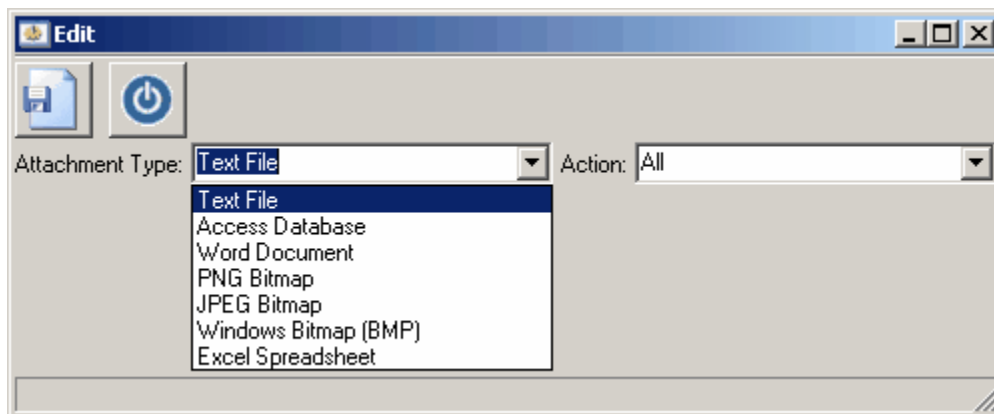 Edit
Attachment Type: Text File Action: All
Text File
Access Database
Word Document
PNG Bitmap
JPEG Bitmap
Windows Bitmap (BMP)
Excel Spreadsheet